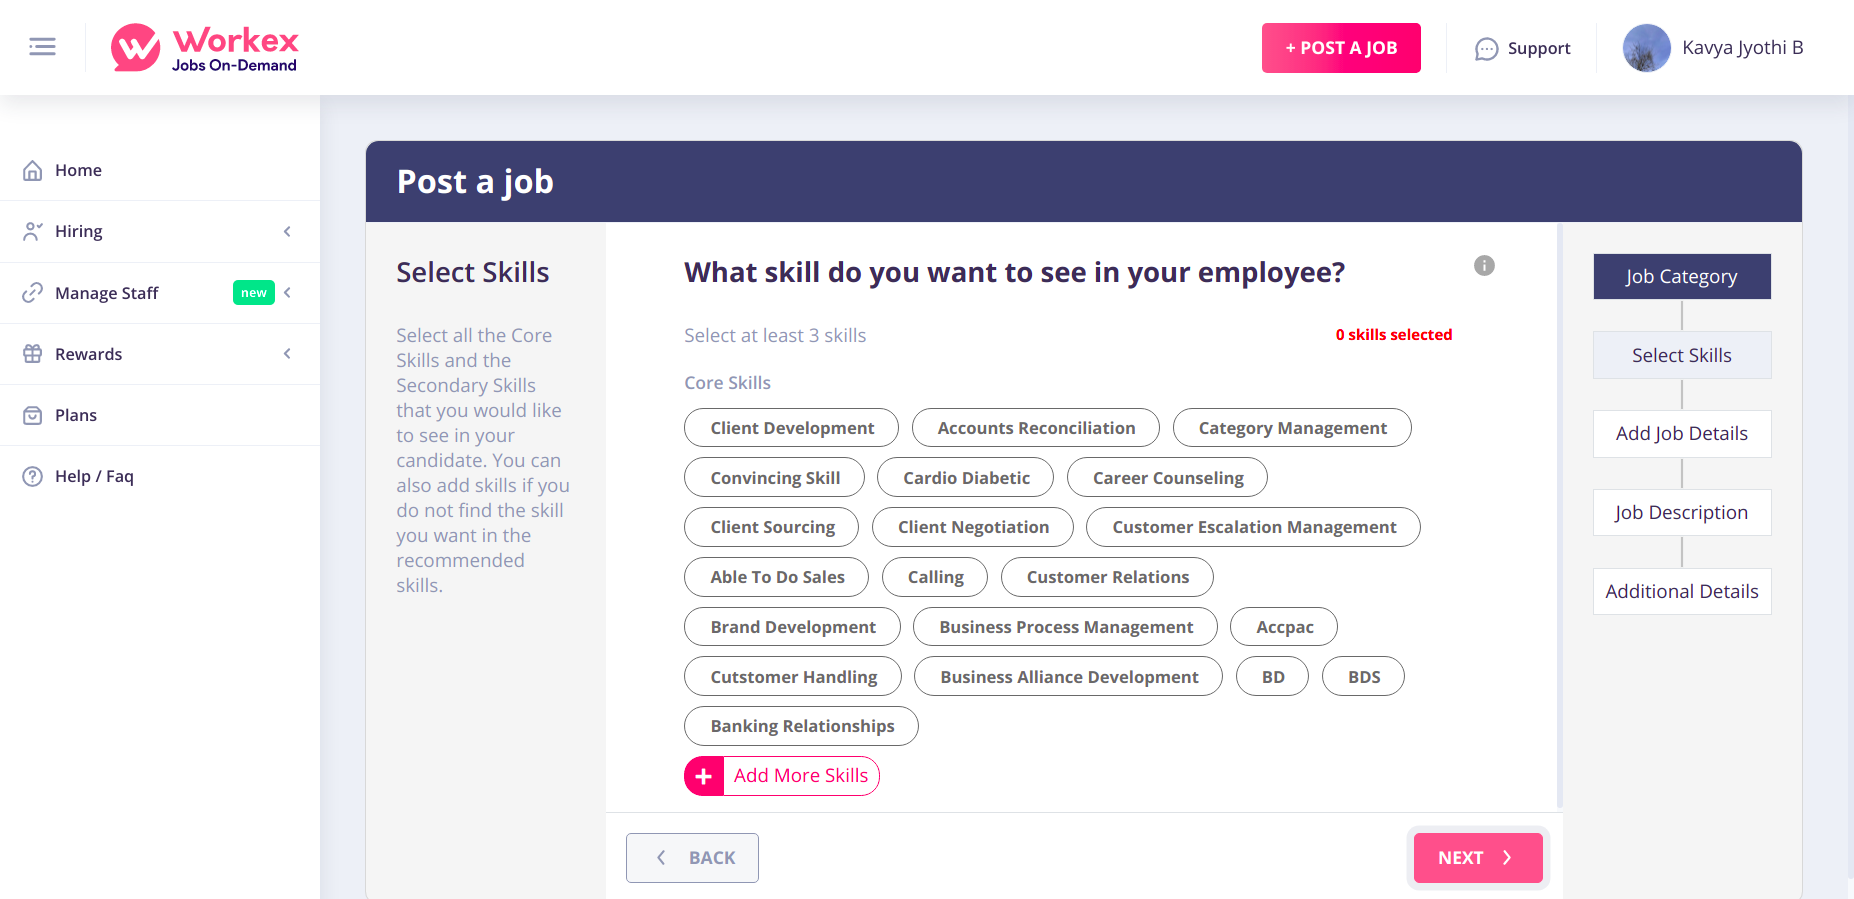 Workex
Jobs On-Demand
+ POST A JOB
Support
Kavya Jyothi B
Home
Hiring
Manage Staff
new
Rewards
Plans
Help / Faq
Post a job
Select Skills
Select all the Core
Skills and the
Secondary Skills
that you would like
to see in your
candidate. You can
also add skills if you
do not find the skill
you want in the
recommended
skills.
What skill do you want to see in your employee?
Select at least 3 skills
0 skills selected
Core Skills
Client Development
Accounts Reconciliation
Category Management
Convincing Skill
Cardio Diabetic
Career Counseling
Client Sourcing
Client Negotiation
Customer Escalation Management
Able To Do Sales
Calling
Customer Relations
Brand Development
Business Process Management
Accpac
Cutstomer Handling
Business Alliance Development
BD
BDS
Banking Relationships
+ Add More Skills
BACK
NEXT
Job Category
Select Skills
Add Job Details
Job Description
Additional Details